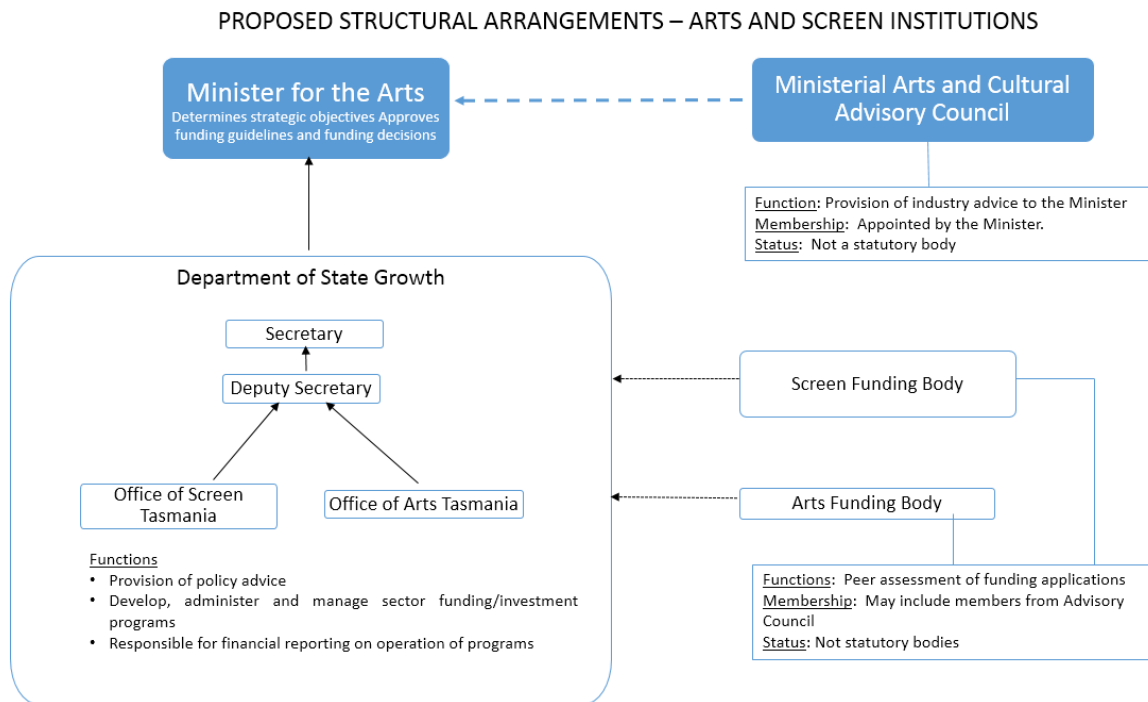 PROPOSED STRUCTURAL ARRANGEMENTS – ARTS AND SCREEN INSTITUTIONS
Minister for the Arts
Determines strategic objectives Approves
funding guidelines and funding decisions
Ministerial Arts and Cultural
Advisory Council
Function: Provision of industry advice to the Minister
Membership: Appointed by the Minister.
Status: Not a statutory body
Department of State Growth
Secretary
Deputy Secretary
Office of Screen
Tasmania
Office of Arts Tasmania
Functions
• Provision of policy advice
• Develop, administer and manage sector funding/investment
programs
• Responsible for financial reporting on operation of programs
Screen Funding Body
Arts Funding Body
Functions: Peer assessment of funding applications
Membership: May include members from Advisory
Council
Status: Not statutory bodies